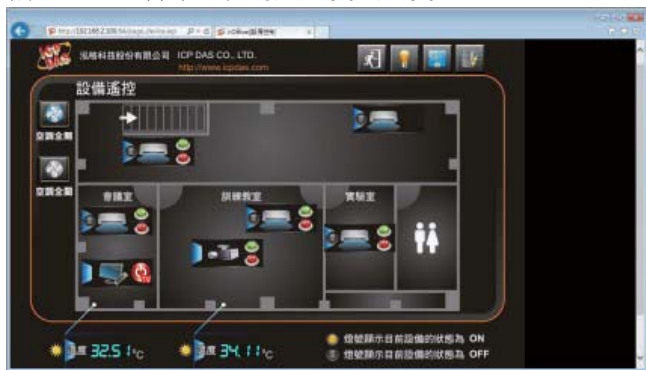 泓格科技股份有限公司 ICP DAS CO., LTD.
http://www.icpdas.com
設備遙控
空調全開
空調全關
會議室
訓練教室
實驗室
32.51°C
34.11°C
燈號顯示目前設備的狀態為 ON
燈號顯示目前設備的狀態為 OFF